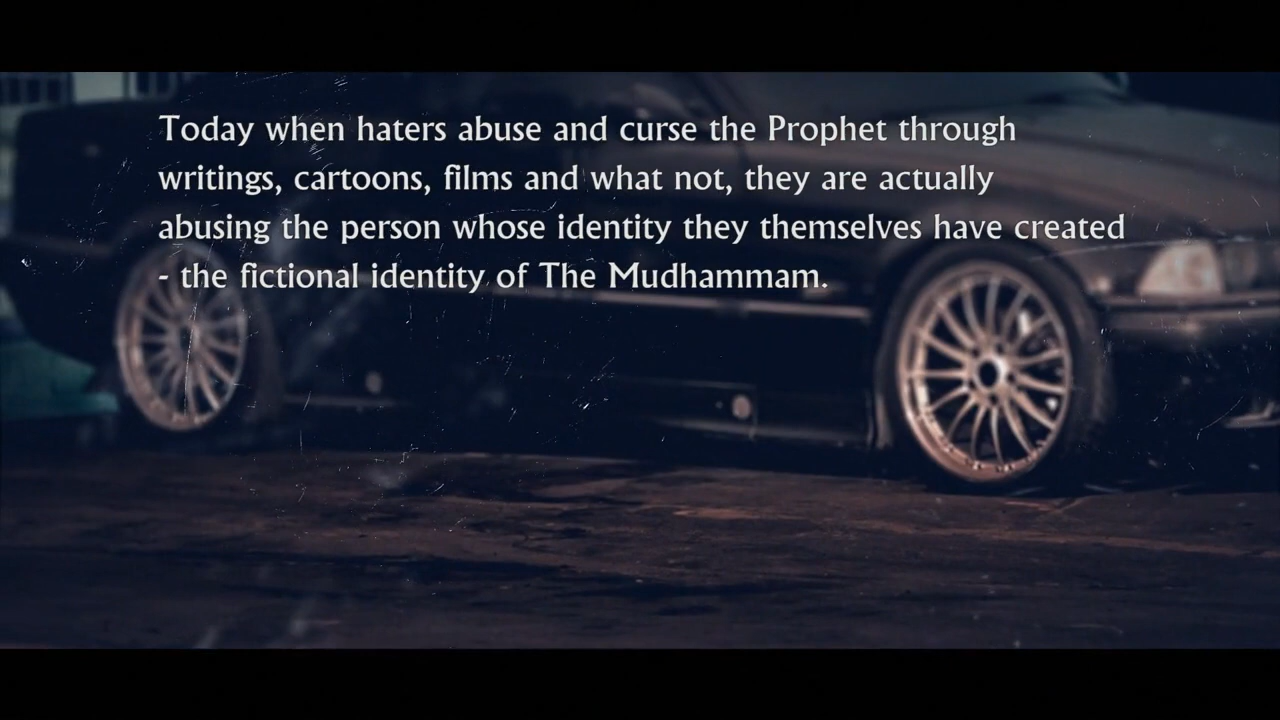 Today when haters abuse and curse the Prophet through
writings, cartoons, films and what not, they are actually
abusing the person whose identity they themselves have created
- the fictional identity of The Mudhammam.